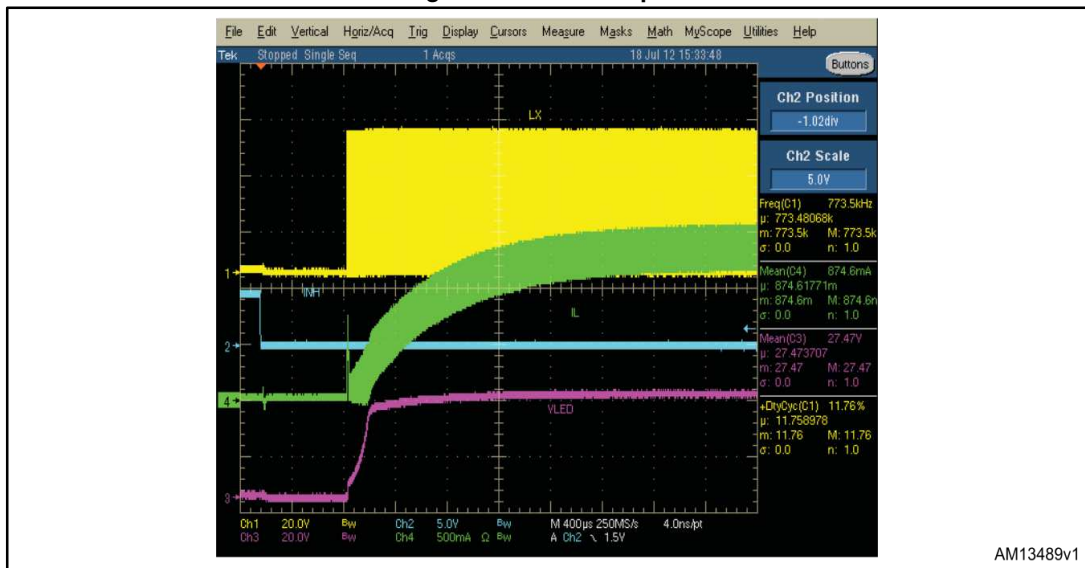 File Edit Vertical Horiz/Acq Trig Display Cursors Measure Masks Math MyScope Utilities Help
Tek Stopped Single Seq 1 Acqs 18 Jul 12 15:33:48
Buttons
Ch2 Position
-1.02div
Ch2 Scale
5.0V
LX
1
INH
IL
2
4
VLED
3
Freq(C1) 773.5kHz
µ: 773.48068k
m: 773.5k M: 773.5k
σ: 0.0 n: 1.0
Mean(C4) 874.6mA
µ: 874.61771m
m: 874.6m M: 874.6m
σ: 0.0 n: 1.0
Mean(C3) 27.47V
µ: 27.473707
m: 27.47 M: 27.47
σ: 0.0 n: 1.0
+DtyCyc(C1) 11.76%
µ: 11.758978
m: 11.76 M: 11.76
σ: 0.0 n: 1.0
Ch1 20.0V Bw Ch2 5.0V Bw M 400µs 250MS/s 4.0ns/pt
Ch3 20.0V Bw Ch4 500mA Ω Bw A Ch2 1.5V
AM13489v1